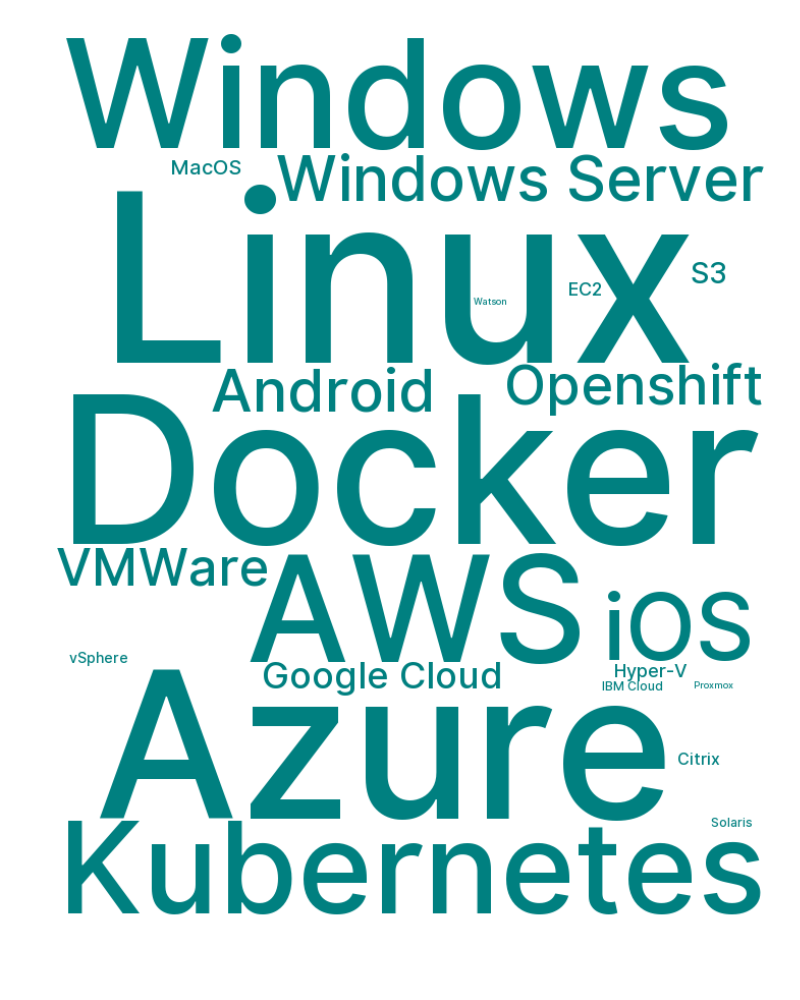 Windows
MacOS
Windows Server
Linux
S3
EC2
Watson
Android
Openshift
Docker
VMWare
AWS
iOS
vSphere
Google Cloud
Hyper-V
IBM Cloud
Proxmox
Azure
Citrix
Solaris
Kubernetes